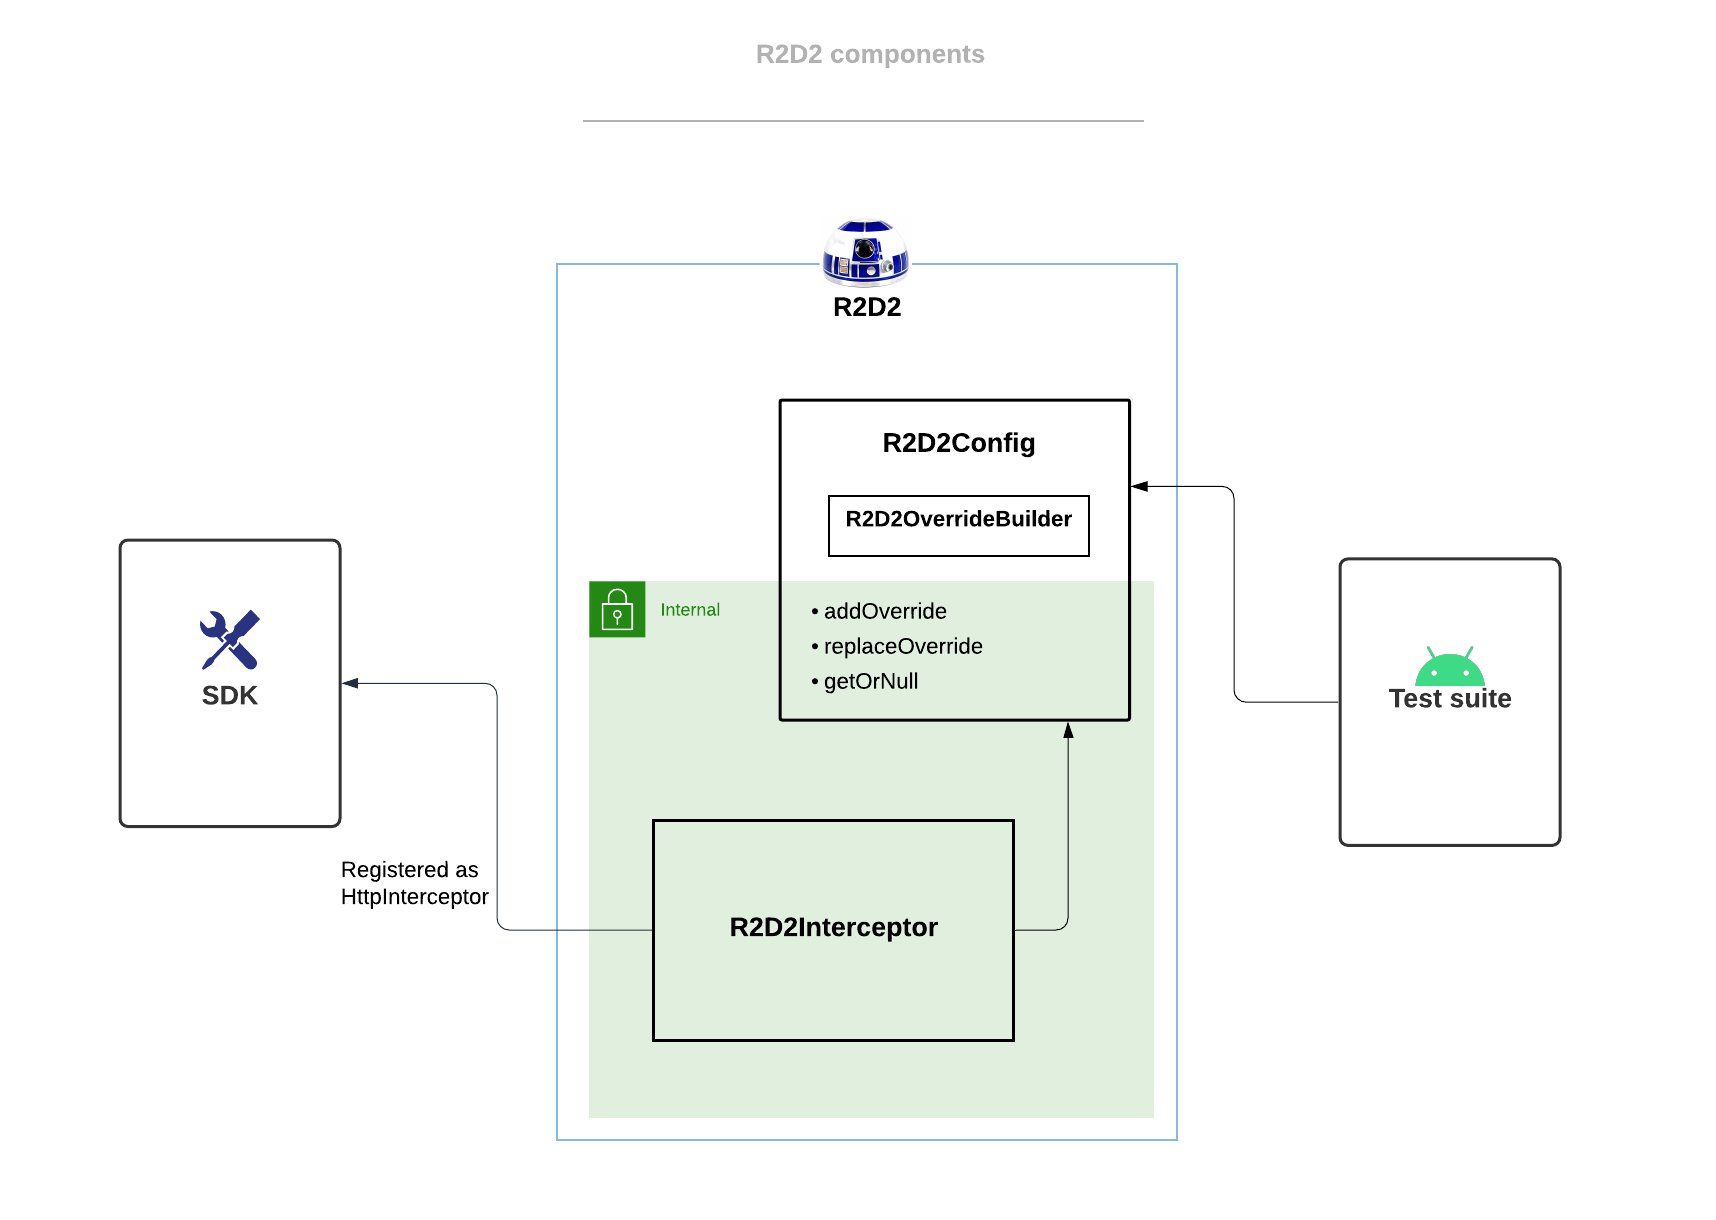 R2D2 components
R2D2
R2D2Config
R2D2OverrideBuilder
Internal
• addOverride
• replaceOverride
• getOrNull
SDK
Test suite
Registered as
HttpInterceptor
R2D2Interceptor